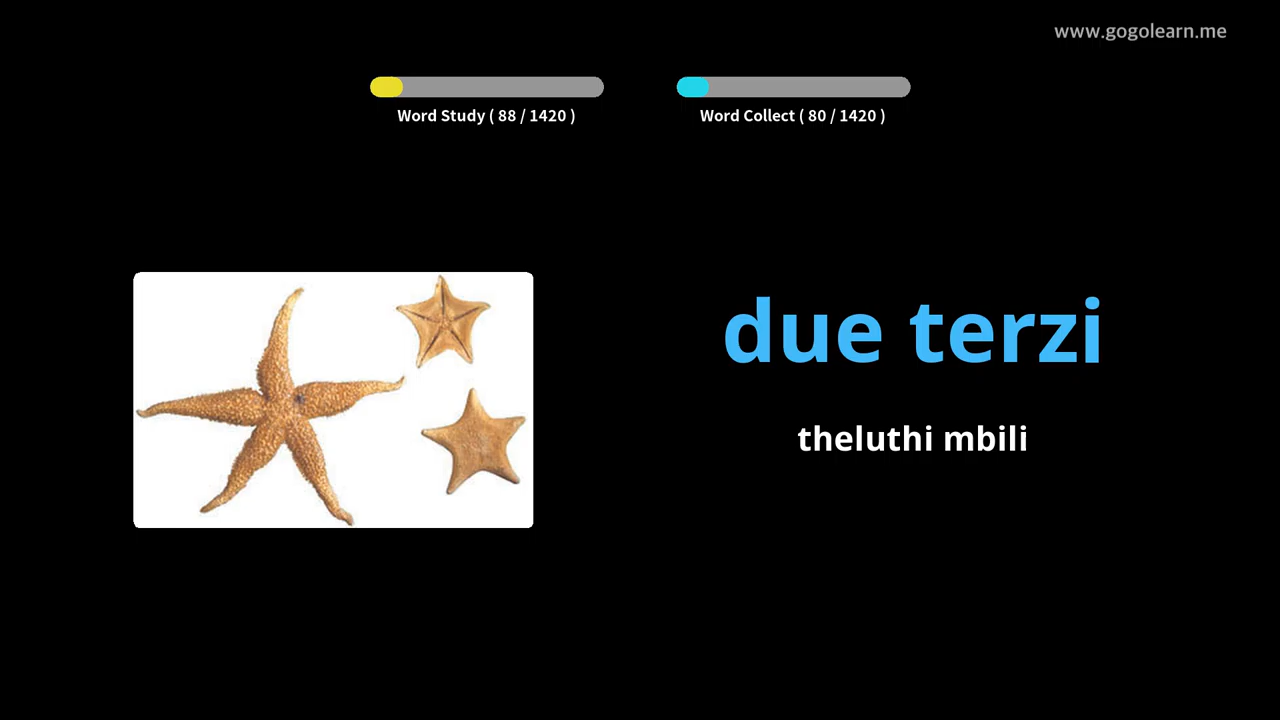 www.gogolearn.me
Word Study ( 88 / 1420 )
Word Collect ( 80 / 1420 )
due terzi
theluthi mbili